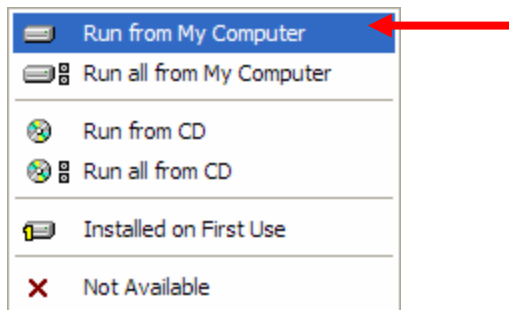 Run from My Computer
Run all from My Computer
Run from CD
Run all from CD
Installed on First Use
Not Available